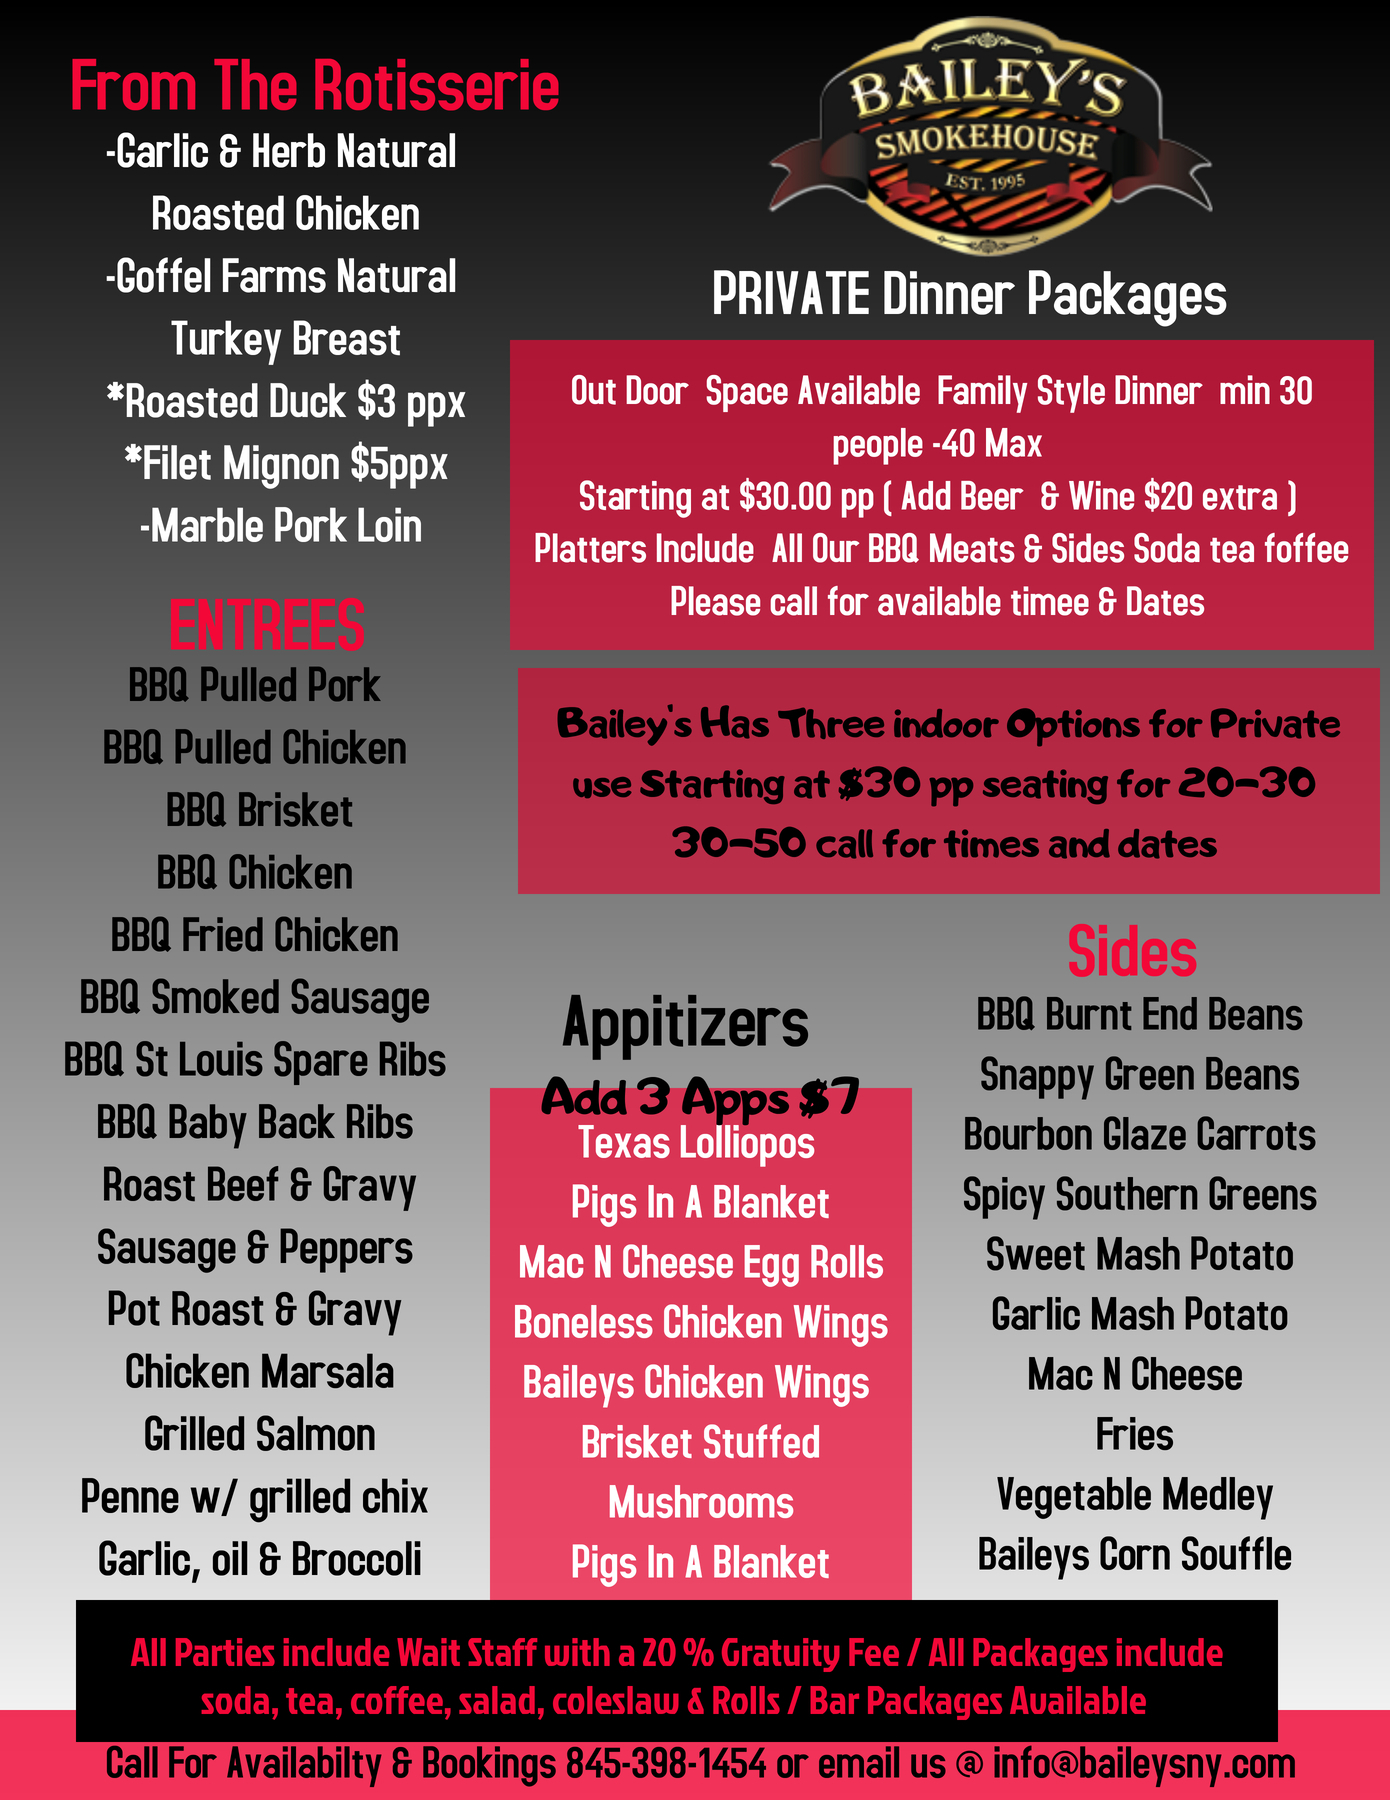 From The Rotisserie
-Garlic & Herb Natural
Roasted Chicken
-Goffel Farms Natural
Turkey Breast
*Roasted Duck $3 ppx
*Filet Mignon $5ppx
-Marble Pork Loin
BAILEY'S
SMOKEHOUSE
EST. 1995
PRIVATE Dinner Packages
Out Door Space Available Family Style Dinner min 30
people -40 Max
Starting at $30.00 pp ( Add Beer & Wine $20 extra )
Platters Include All Our BBQ Meats & Sides Soda tea foffee
Please call for available timee & Dates
Bailey's Has Three indoor Options for Private
use Starting at $30 pp seating for 20-30
30-50 call for times and dates
ENTREES
BBQ Pulled Pork
BBQ Pulled Chicken
BBQ Brisket
BBQ Chicken
BBQ Fried Chicken
BBQ Smoked Sausage
BBQ St Louis Spare Ribs
BBQ Baby Back Ribs
Roast Beef & Gravy
Sausage & Peppers
Pot Roast & Gravy
Chicken Marsala
Grilled Salmon
Penne w/ grilled chix
Garlic, oil & Broccoli
Appitizers
Add 3 Apps $7
Texas Lolliopos
Pigs In A Blanket
Mac N Cheese Egg Rolls
Boneless Chicken Wings
Baileys Chicken Wings
Brisket Stuffed
Mushrooms
Pigs In A Blanket
Sides
BBQ Burnt End Beans
Snappy Green Beans
Bourbon Glaze Carrots
Spicy Southern Greens
Sweet Mash Potato
Garlic Mash Potato
Mac N Cheese
Fries
Vegetable Medley
Baileys Corn Souffle
All Parties include Wait Staff with a 20 % Gratuity Fee / All Packages include
soda, tea, coffee, salad, coleslaw & Rolls / Bar Packages Available
Call For Availabilty & Bookings 845-398-1454 or email us @ info@baileysny.com